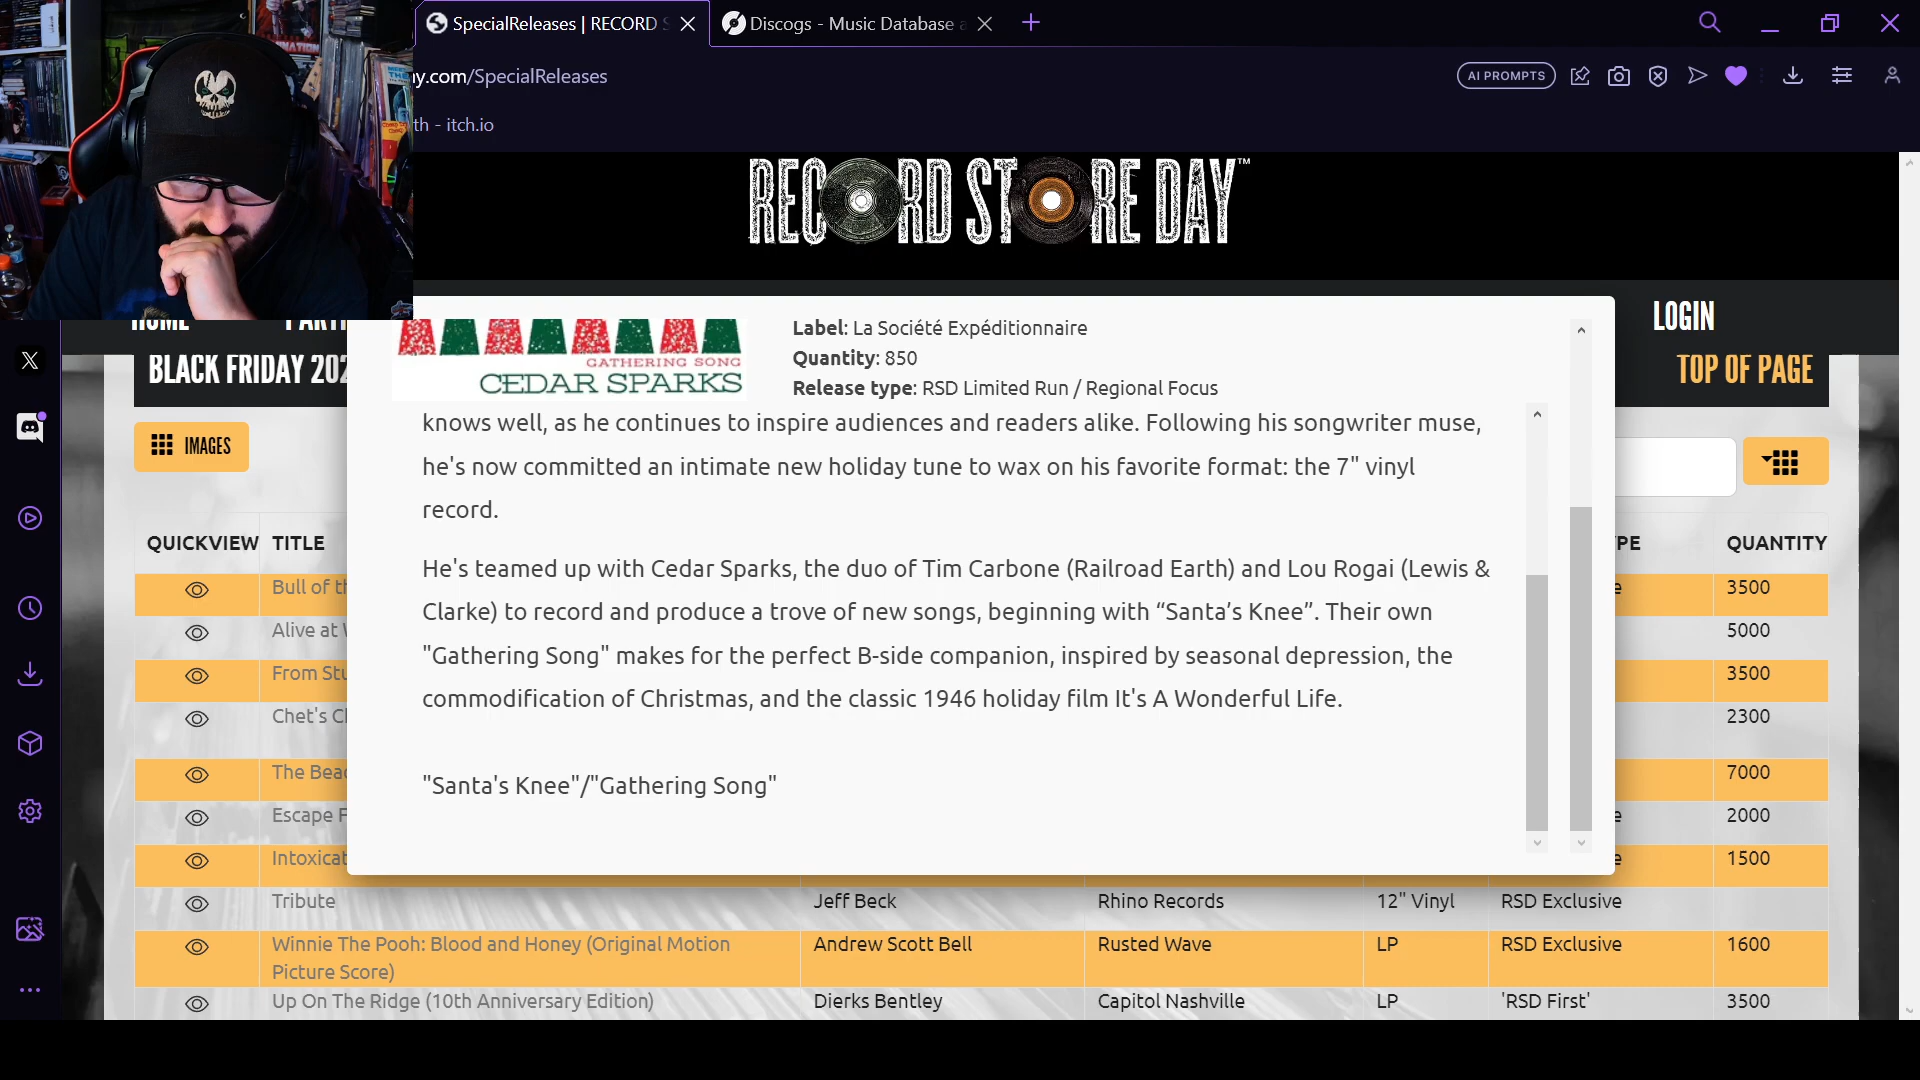 SpecialReleases | RECORD S
Discogs - Music Database a
y.com/SpecialReleases
AI PROMPTS
th - itch.io
RECORD STORE DAY™
LOGIN
HOME
BLACK FRIDAY 202
TOP OF PAGE
IMAGES
GATHERING SONG
CEDAR SPARKS
Label: La Société Expéditionnaire
Quantity: 850
Release type: RSD Limited Run / Regional Focus
knows well, as he continues to inspire audiences and readers alike. Following his songwriter muse,
he's now committed an intimate new holiday tune to wax on his favorite format: the 7" vinyl
record.
He's teamed up with Cedar Sparks, the duo of Tim Carbone (Railroad Earth) and Lou Rogai (Lewis &
Clarke) to record and produce a trove of new songs, beginning with “Santa’s Knee”. Their own
"Gathering Song" makes for the perfect B-side companion, inspired by seasonal depression, the
commodification of Christmas, and the classic 1946 holiday film It's A Wonderful Life.
"Santa's Knee"/"Gathering Song"
QUICKVIEW TITLE PE QUANTITY
Bull of th e 3500
Alive at W 5000
From Stu 3500
Chet's Ch 2300
The Beac 7000
Escape F e 2000
Intoxicat e 1500
Tribute Jeff Beck Rhino Records 12" Vinyl RSD Exclusive
Winnie The Pooh: Blood and Honey (Original Motion Andrew Scott Bell Rusted Wave LP RSD Exclusive 1600
Picture Score)
Up On The Ridge (10th Anniversary Edition) Dierks Bentley Capitol Nashville LP 'RSD First' 3500